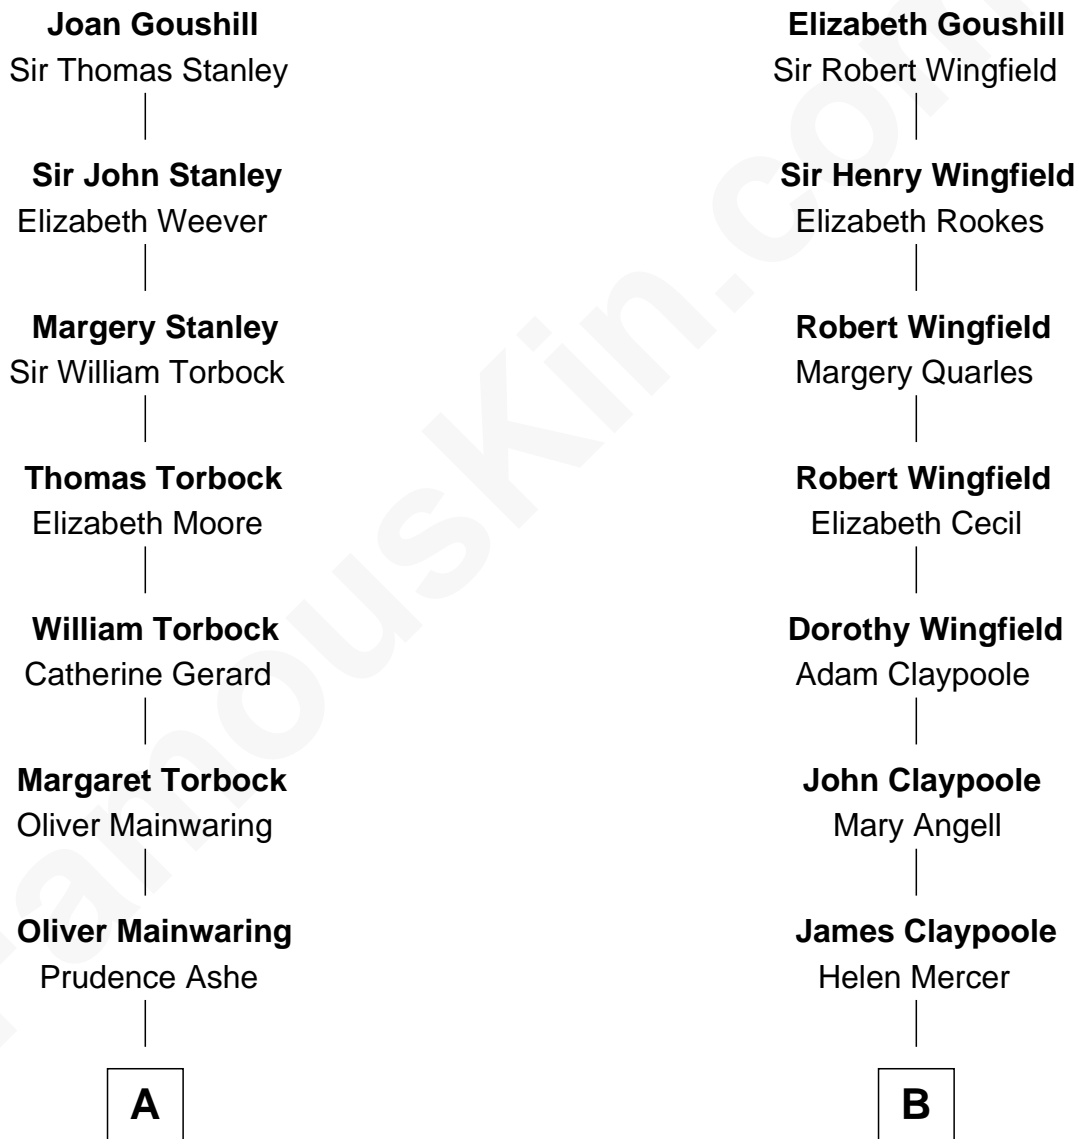 Joan Goushill
Sir Thomas Stanley
Sir John Stanley
Elizabeth Weever
Margery Stanley
Sir William Torbock
Thomas Torbock
Elizabeth Moore
William Torbock
Catherine Gerard
Margaret Torbock
Oliver Mainwaring
Oliver Mainwaring
Prudence Ashe
A
Elizabeth Goushill
Sir Robert Wingfield
Sir Henry Wingfield
Elizabeth Rookes
Robert Wingfield
Margery Quarles
Robert Wingfield
Elizabeth Cecil
Dorothy Wingfield
Adam Claypoole
John Claypoole
Mary Angell
James Claypoole
Helen Mercer
B
FamousKin.com